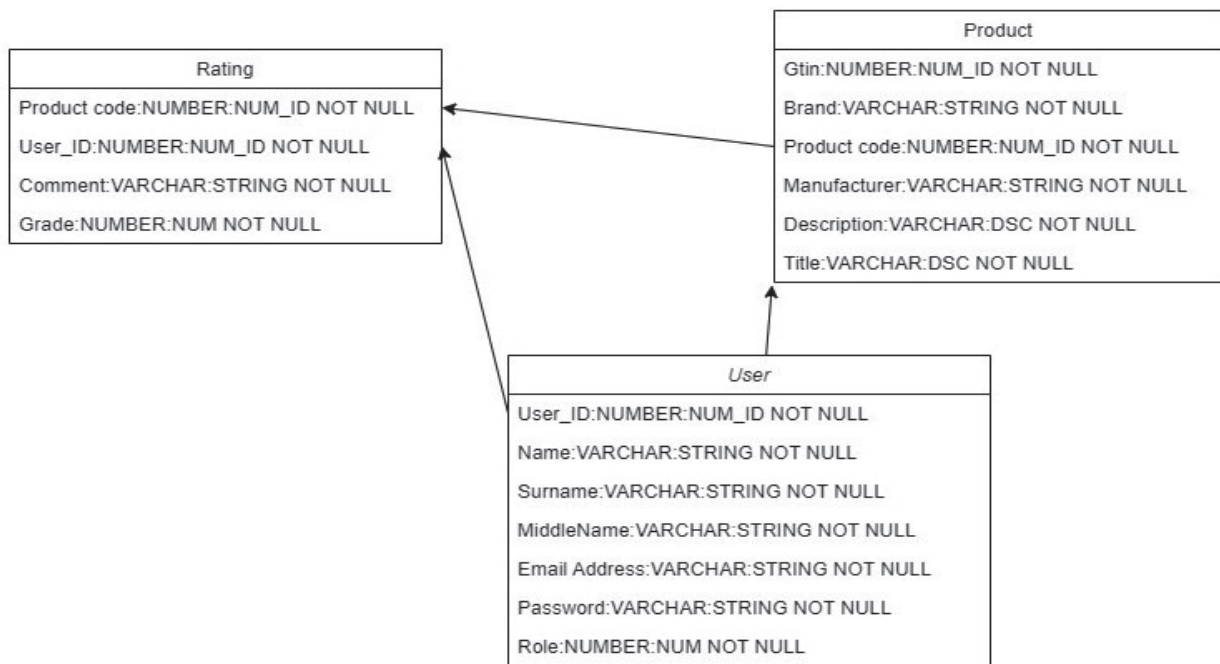 Rating
Product code:NUMBER:NUM_ID NOT NULL
User_ID:NUMBER:NUM_ID NOT NULL
Comment:VARCHAR:STRING NOT NULL
Grade:NUMBER:NUM NOT NULL
Product
Gtin:NUMBER:NUM_ID NOT NULL
Brand:VARCHAR:STRING NOT NULL
Product code:NUMBER:NUM_ID NOT NULL
Manufacturer:VARCHAR:STRING NOT NULL
Description:VARCHAR:DSC NOT NULL
Title:VARCHAR:DSC NOT NULL
User
User_ID:NUMBER:NUM_ID NOT NULL
Name:VARCHAR:STRING NOT NULL
Surname:VARCHAR:STRING NOT NULL
MiddleName:VARCHAR:STRING NOT NULL
Email Address:VARCHAR:STRING NOT NULL
Password:VARCHAR:STRING NOT NULL
Role:NUMBER:NUM NOT NULL